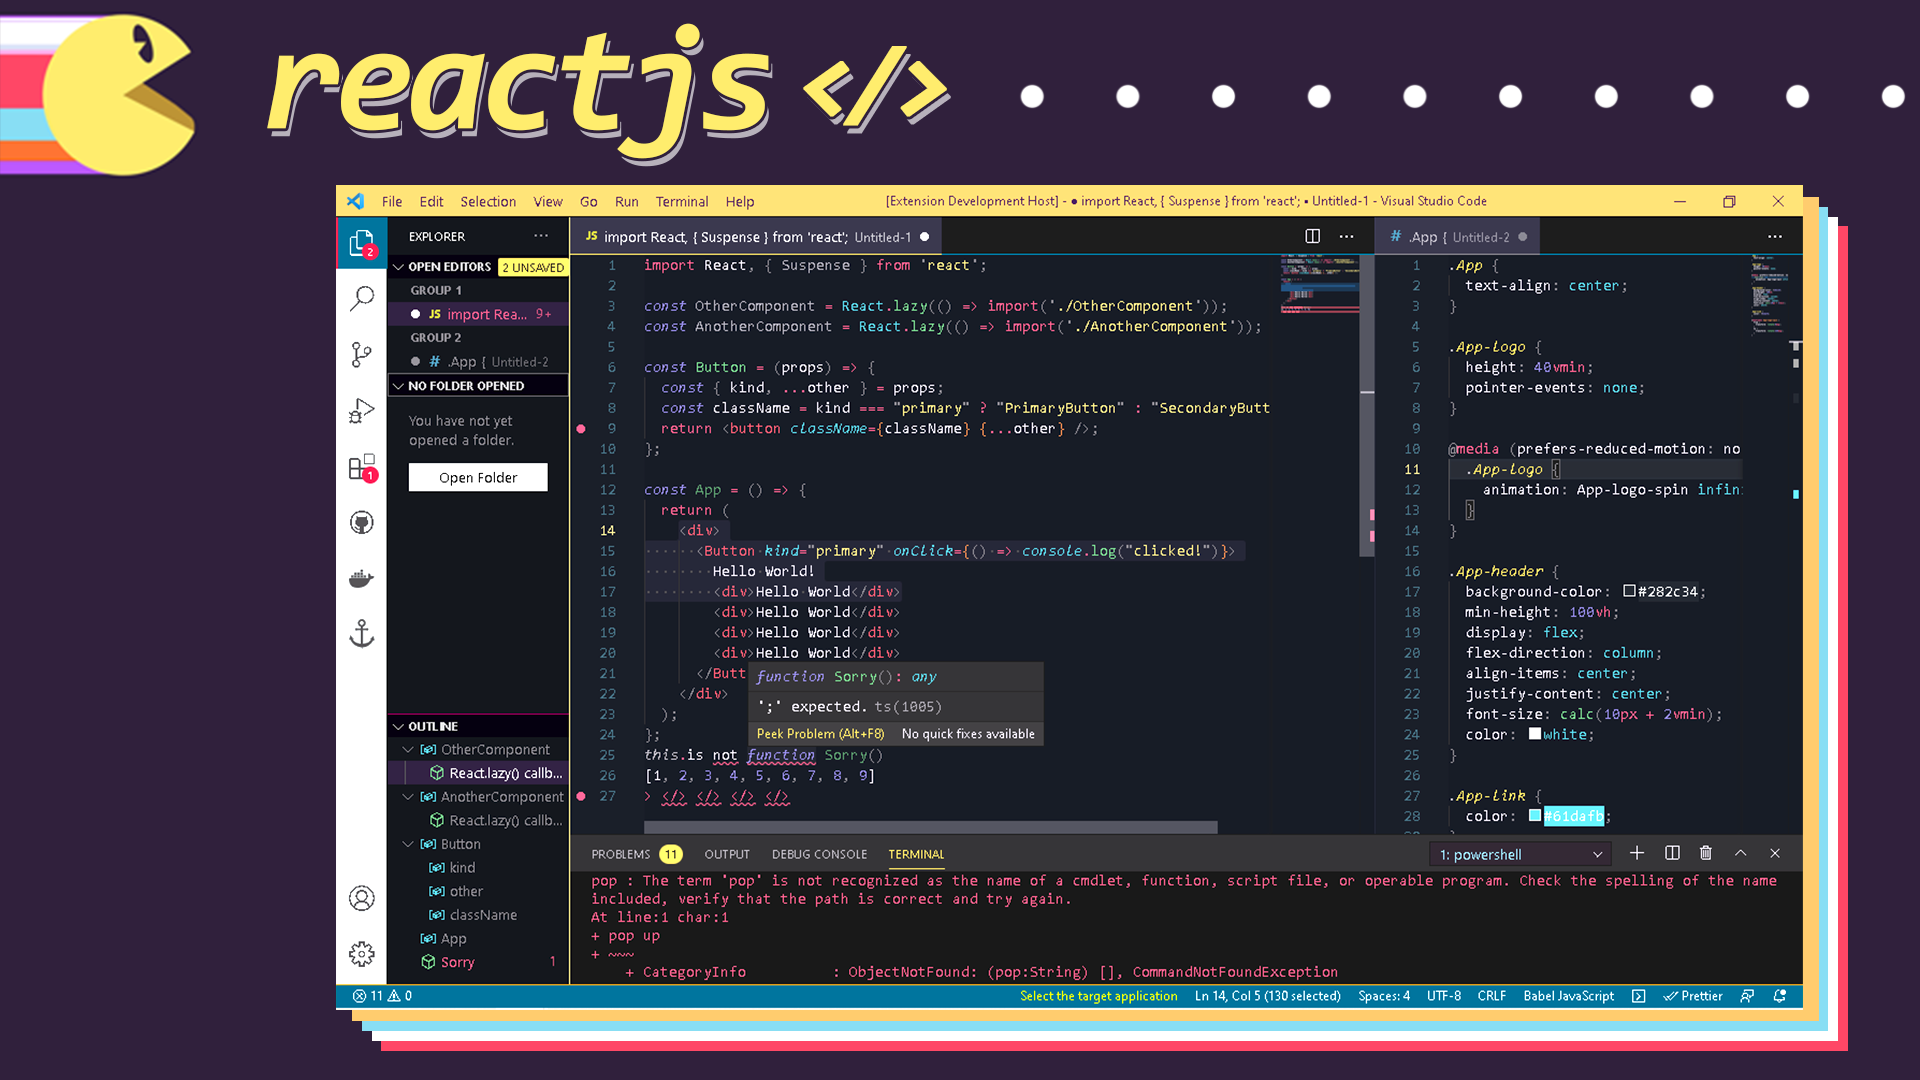 reactjs </>
File Edit Selection View Go Run Terminal Help
[Extension Development Host] - ● import React, { Suspense } from 'react'; • Untitled-1 - Visual Studio Code
2
1
EXPLORER ...
OPEN EDITORS 2 UNSAVED
GROUP 1
● JS import Rea... 9+
GROUP 2
● # .App { Untitled-2
NO FOLDER OPENED
You have not yet
opened a folder.
Open Folder
OUTLINE
OtherComponent
React.lazy() callb...
AnotherComponent
React.lazy() callb...
Button
kind
other
className
App
Sorry 1
JS import React, { Suspense } from 'react'; Untitled-1 ●
1 import React, { Suspense } from 'react';
2
3 const OtherComponent = React.lazy(() => import('./OtherComponent'));
4 const AnotherComponent = React.lazy(() => import('./AnotherComponent'));
5
6 const Button = (props) => {
7 const { kind, ...other } = props;
8 const className = kind === "primary" ? "PrimaryButton" : "SecondaryButt
9 return <button className={className} {...other} />;
10 };
11
12 const App = () => {
13 return (
14 <div>
15 <Button kind="primary" onClick={() => console.log("clicked!")}>
16 Hello World!
17 <div>Hello World</div>
18 <div>Hello World</div>
19 <div>Hello World</div>
20 <div>Hello World</div>
21 </Butt
22 </div>
23 );
24 };
25 this.is not function Sorry()
26 [1, 2, 3, 4, 5, 6, 7, 8, 9]
27 > </> </> </> </>
function Sorry(): any
';' expected. ts(1005)
Peek Problem (Alt+F8) No quick fixes available
# .App { Untitled-2 ●
1 .App {
2 text-align: center;
3 }
4
5 .App-logo {
6 height: 40vmin;
7 pointer-events: none;
8 }
9
10 @media (prefers-reduced-motion: no
11 .App-logo {
12 animation: App-logo-spin infin
13 }
14 }
15
16 .App-header {
17 background-color: #282c34;
18 min-height: 100vh;
19 display: flex;
20 flex-direction: column;
21 align-items: center;
22 justify-content: center;
23 font-size: calc(10px + 2vmin);
24 color: white;
25 }
26
27 .App-link {
28 color: #61dafb;
PROBLEMS 11 OUTPUT DEBUG CONSOLE TERMINAL
1: powershell
pop : The term 'pop' is not recognized as the name of a cmdlet, function, script file, or operable program. Check the spelling of the name
included, verify that the path is correct and try again.
At line:1 char:1
+ pop up
+ ~~~
+ CategoryInfo : ObjectNotFound: (pop:String) [], CommandNotFoundException
11 0
Select the target application Ln 14, Col 5 (130 selected) Spaces: 4 UTF-8 CRLF Babel JavaScript Prettier